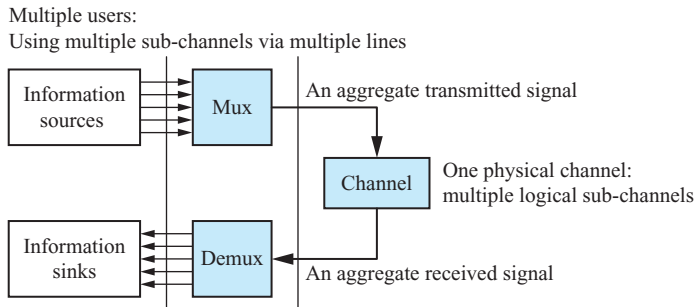 Multiple users:
Using multiple sub-channels via multiple lines
Information
sources
Mux
An aggregate transmitted signal
Channel
One physical channel:
multiple logical sub-channels
Information
sinks
Demux
An aggregate received signal